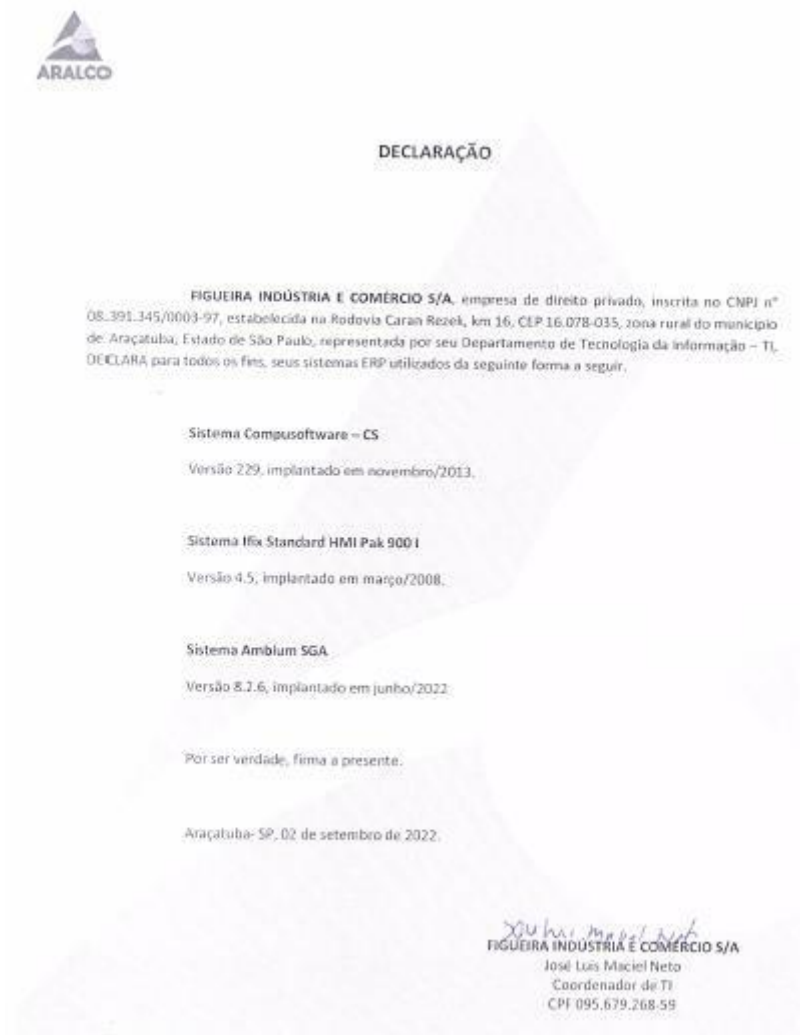 ARALCO
DECLARAÇÃO
FIGUEIRA INDÚSTRIA E COMÉRCIO S/A, empresa de direito privado, inscrita no CNPJ n°
08.391.345/0003-97, estabelecida na Rodovia Caran Rezek, km 16, CEP 16.078-035, zona rural do município
de Araçatuba, Estado de São Paulo, representada por seu Departamento de Tecnologia da Informação – TI,
DECLARA para todos os fins, seus sistemas ERP utilizados da seguinte forma a seguir.
Sistema Compusoftware – CS
Versão 229, implantado em novembro/2013.
Sistema Ifix Standard HMI Pak 900 I
Versão 4.5, implantado em março/2008.
Sistema Ambium SGA
Versão 8.2.6, implantado em junho/2022
Por ser verdade, firma a presente.
Araçatuba- SP, 02 de setembro de 2022.
FIGUEIRA INDÚSTRIA E COMÉRCIO S/A
José Luis Maciel Neto
Coordenador de TI
CPF 095.679.268-59